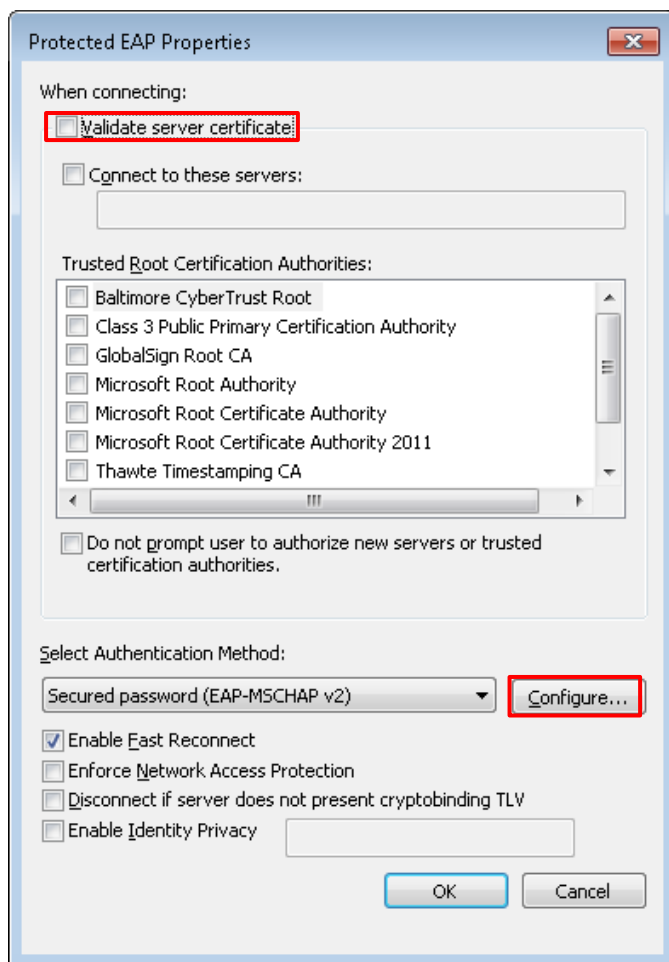 Protected EAP Properties
When connecting:
Validate server certificate
Connect to these servers:
Trusted Root Certification Authorities:
Baltimore CyberTrust Root
Class 3 Public Primary Certification Authority
GlobalSign Root CA
Microsoft Root Authority
Microsoft Root Certificate Authority
Microsoft Root Certificate Authority 2011
Thawte Timestamping CA
Do not prompt user to authorize new servers or trusted
certification authorities.
Select Authentication Method:
Secured password (EAP-MSCHAP v2)
Configure...
Enable Fast Reconnect
Enforce Network Access Protection
Disconnect if server does not present cryptobinding TLV
Enable Identity Privacy
OK
Cancel